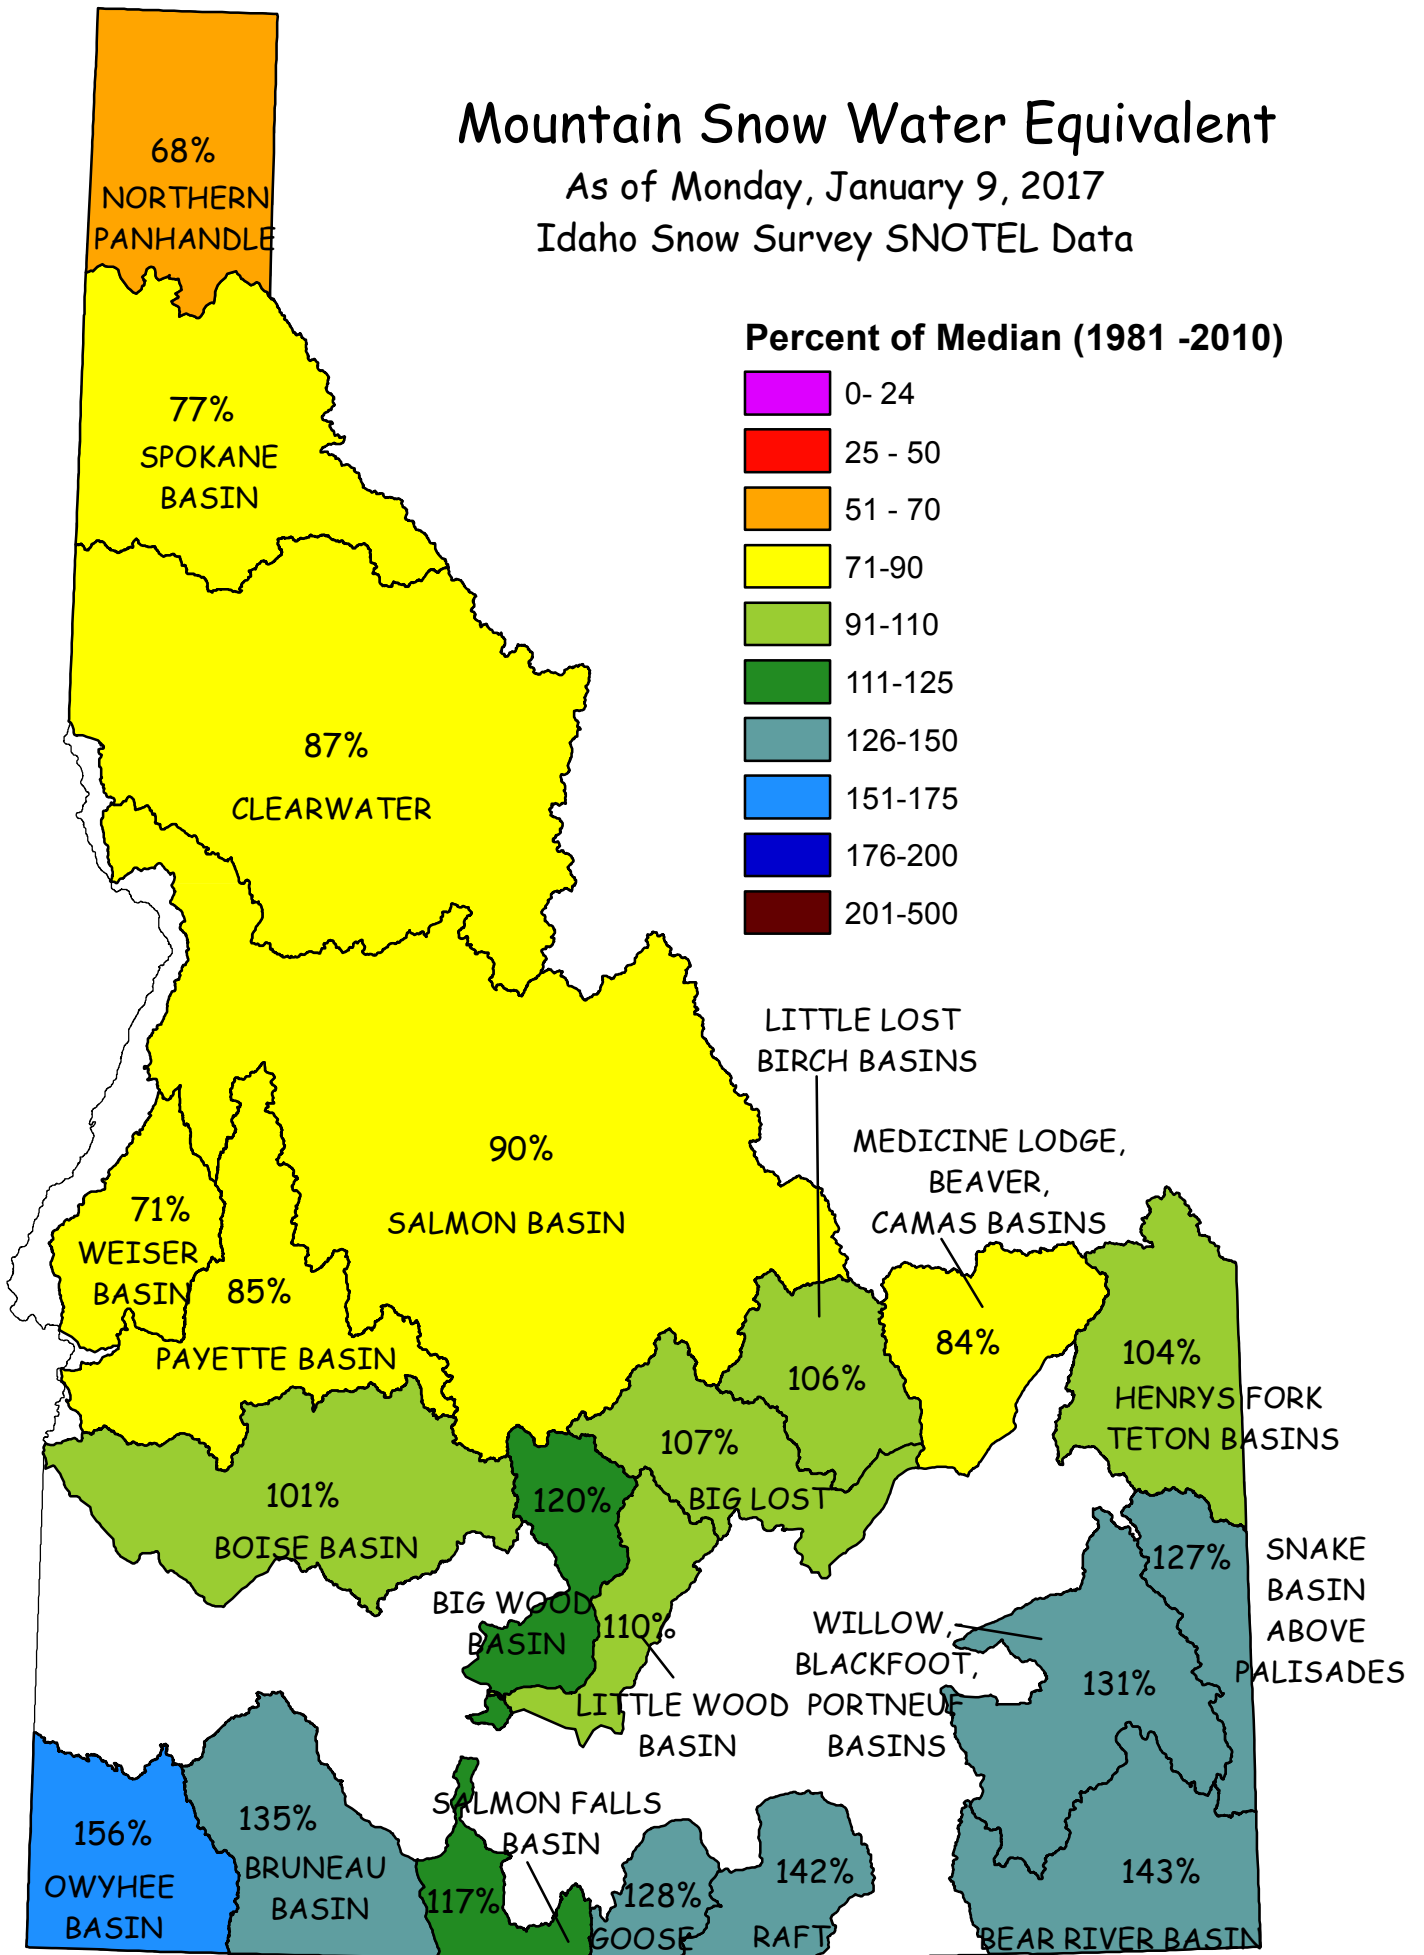 Mountain Snow Water Equivalent
As of Monday, January 9, 2017
Idaho Snow Survey SNOTEL Data
Percent of Median (1981 -2010)
0- 24
25 - 50
51 - 70
71-90
91-110
111-125
126-150
151-175
176-200
201-500
68%
NORTHERN
PANHANDLE
77%
SPOKANE
BASIN
87%
CLEARWATER
90%
SALMON BASIN
71%
WEISER
BASIN
85%
PAYETTE BASIN
LITTLE LOST
BIRCH BASINS
106%
MEDICINE LODGE,
BEAVER,
CAMAS BASINS
84%
104%
HENRYS FORK
TETON BASINS
107%
BIG LOST
101%
BOISE BASIN
120%
BIG WOOD
BASIN
110%
LITTLE WOOD
BASIN
127%
SNAKE
BASIN
ABOVE
PALISADES
WILLOW,
BLACKFOOT,
PORTNEUF
BASINS
131%
156%
OWYHEE
BASIN
135%
BRUNEAU
BASIN
SALMON FALLS
BASIN
117%
128%
GOOSE
142%
RAFT
143%
BEAR RIVER BASIN